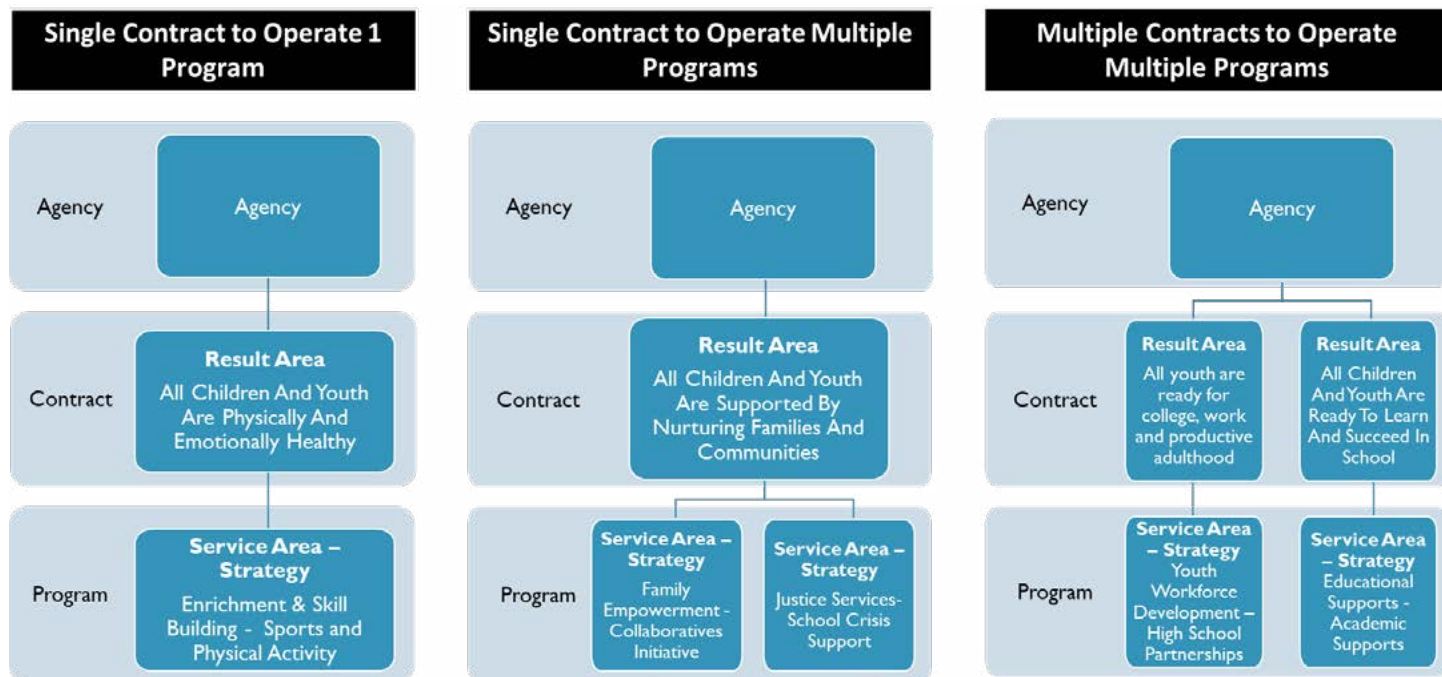 Single Contract to Operate 1
Program
Agency
Agency
Contract
Result Area
All Children And Youth
Are Physically And
Emotionally Healthy
Program
Service Area –
Strategy
Enrichment & Skill
Building - Sports and
Physical Activity
Single Contract to Operate Multiple
Programs
Agency
Agency
Contract
Result Area
All Children And Youth
Are Supported By
Nurturing Families And
Communities
Program
Service Area –
Strategy
Family
Empowerment -
Collaboratives
Initiative
Service Area –
Strategy
Justice Services-
School Crisis
Support
Multiple Contracts to Operate
Multiple Programs
Agency
Agency
Contract
Result Area
All youth are
ready for
college, work
and productive
adulthood
Result Area
All Children
And Youth Are
Ready To Learn
And Succeed In
School
Program
Service Area
– Strategy
Youth
Workforce
Development –
High School
Partnerships
Service Area
– Strategy
Educational
Supports -
Academic
Supports